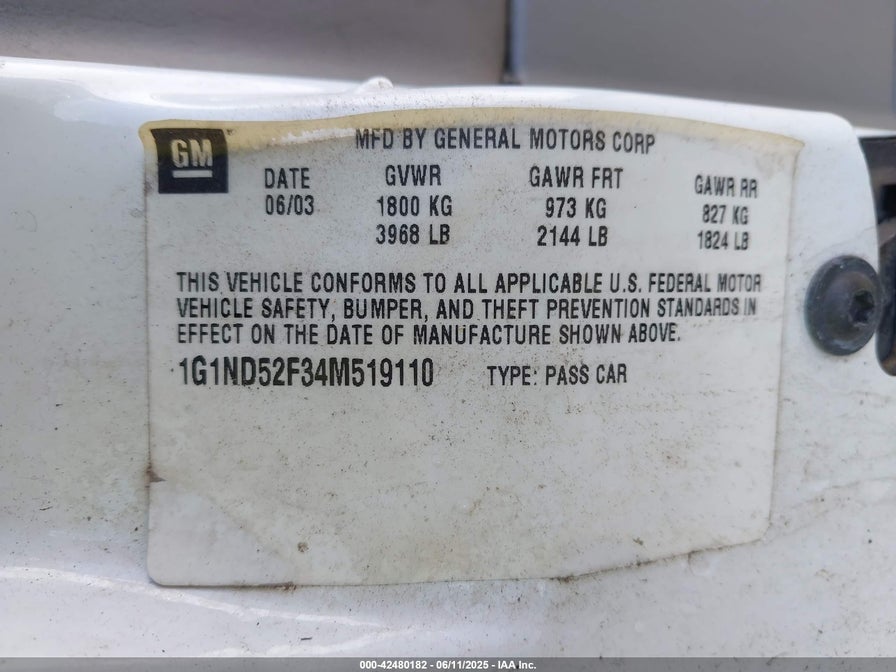 GM
MFD BY GENERAL MOTORS CORP
DATE GVWR GAWR FRT GAWR RR
06/03 1800 KG 973 KG 827 KG
3968 LB 2144 LB 1824 LB
THIS VEHICLE CONFORMS TO ALL APPLICABLE U.S. FEDERAL MOTOR
VEHICLE SAFETY, BUMPER, AND THEFT PREVENTION STANDARDS IN
EFFECT ON THE DATE OF MANUFACTURE SHOWN ABOVE.
1G1ND52F34M519110 TYPE: PASS CAR
000-42480182 - 06/11/2025 - IAA Inc.